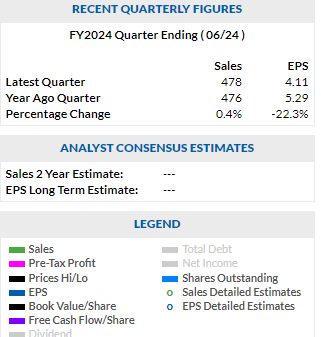 RECENT QUARTERLY FIGURES
FY2024 Quarter Ending ( 06/24 )
Sales EPS
Latest Quarter 478 4.11
Year Ago Quarter 476 5.29
Percentage Change 0.4% -22.3%
ANALYST CONSENSUS ESTIMATES
Sales 2 Year Estimate: ---
EPS Long Term Estimate: ---
LEGEND
Sales Total Debt
Pre-Tax Profit Net Income
Prices Hi/Lo Shares Outstanding
EPS Sales Detailed Estimates
Book Value/Share EPS Detailed Estimates
Free Cash Flow/Share
Dividend